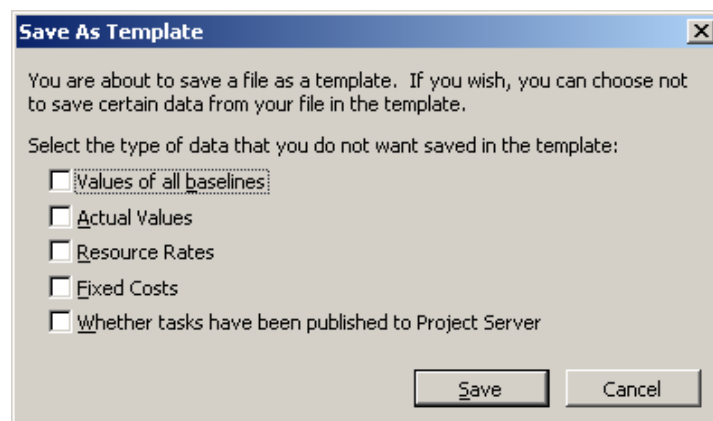 Save As Template
You are about to save a file as a template.  If you wish, you can choose not
to save certain data from your file in the template.
Select the type of data that you do not want saved in the template:
Values of all baselines
Actual Values
Resource Rates
Fixed Costs
Whether tasks have been published to Project Server
Save
Cancel